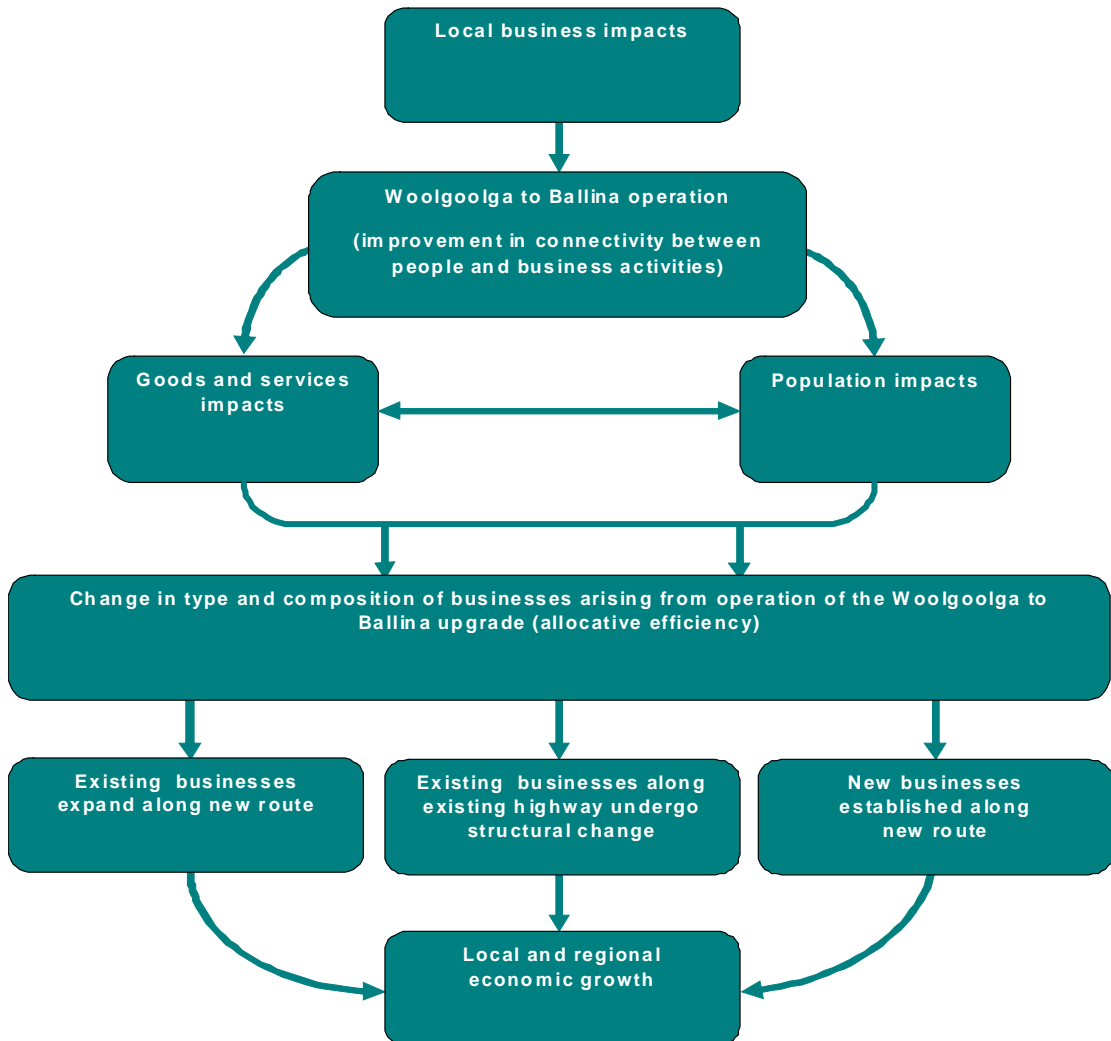 Local business impacts
Woolgoolga to Ballina operation
(improvement in connectivity between
people and business activities)
Goods and services
impacts
Population impacts
Change in type and composition of businesses arising from operation of the Woolgoolga to
Ballina upgrade (allocative efficiency)
Existing businesses
expand along new route
Existing businesses along
existing highway undergo
structural change
New businesses
established along
new route
Local and regional
economic growth